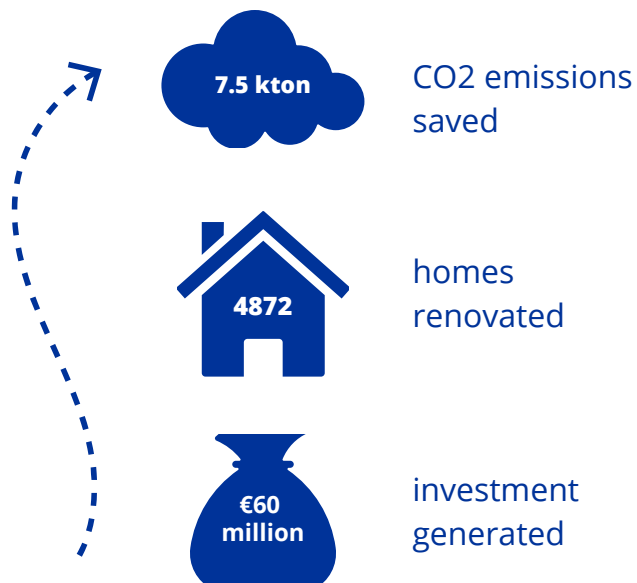 7.5 kton
CO2 emissions
saved
4872
homes
renovated
€60
million
investment
generated